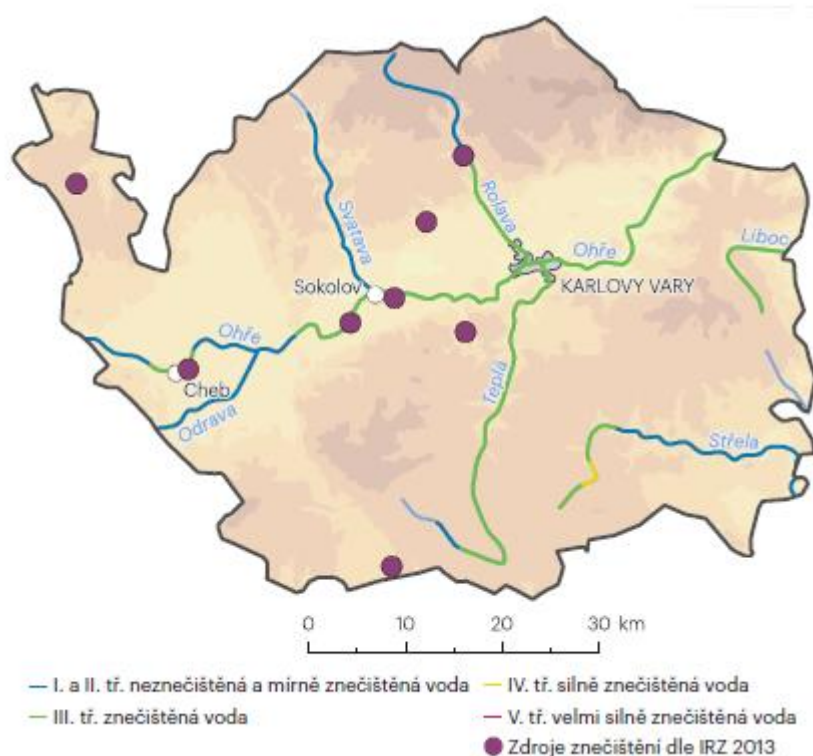 Rolava
Svatava
Liboc
Ohře
Sokolov
KARLOVY VARY
Ohře
Teplá
Cheb
Odrava
Střela
0 10 20 30 km
I. a II. tř. neznečištěná a mírně znečištěná voda
IV. tř. silně znečištěná voda
III. tř. znečištěná voda
V. tř. velmi silně znečištěná voda
Zdroje znečištění dle IRZ 2013